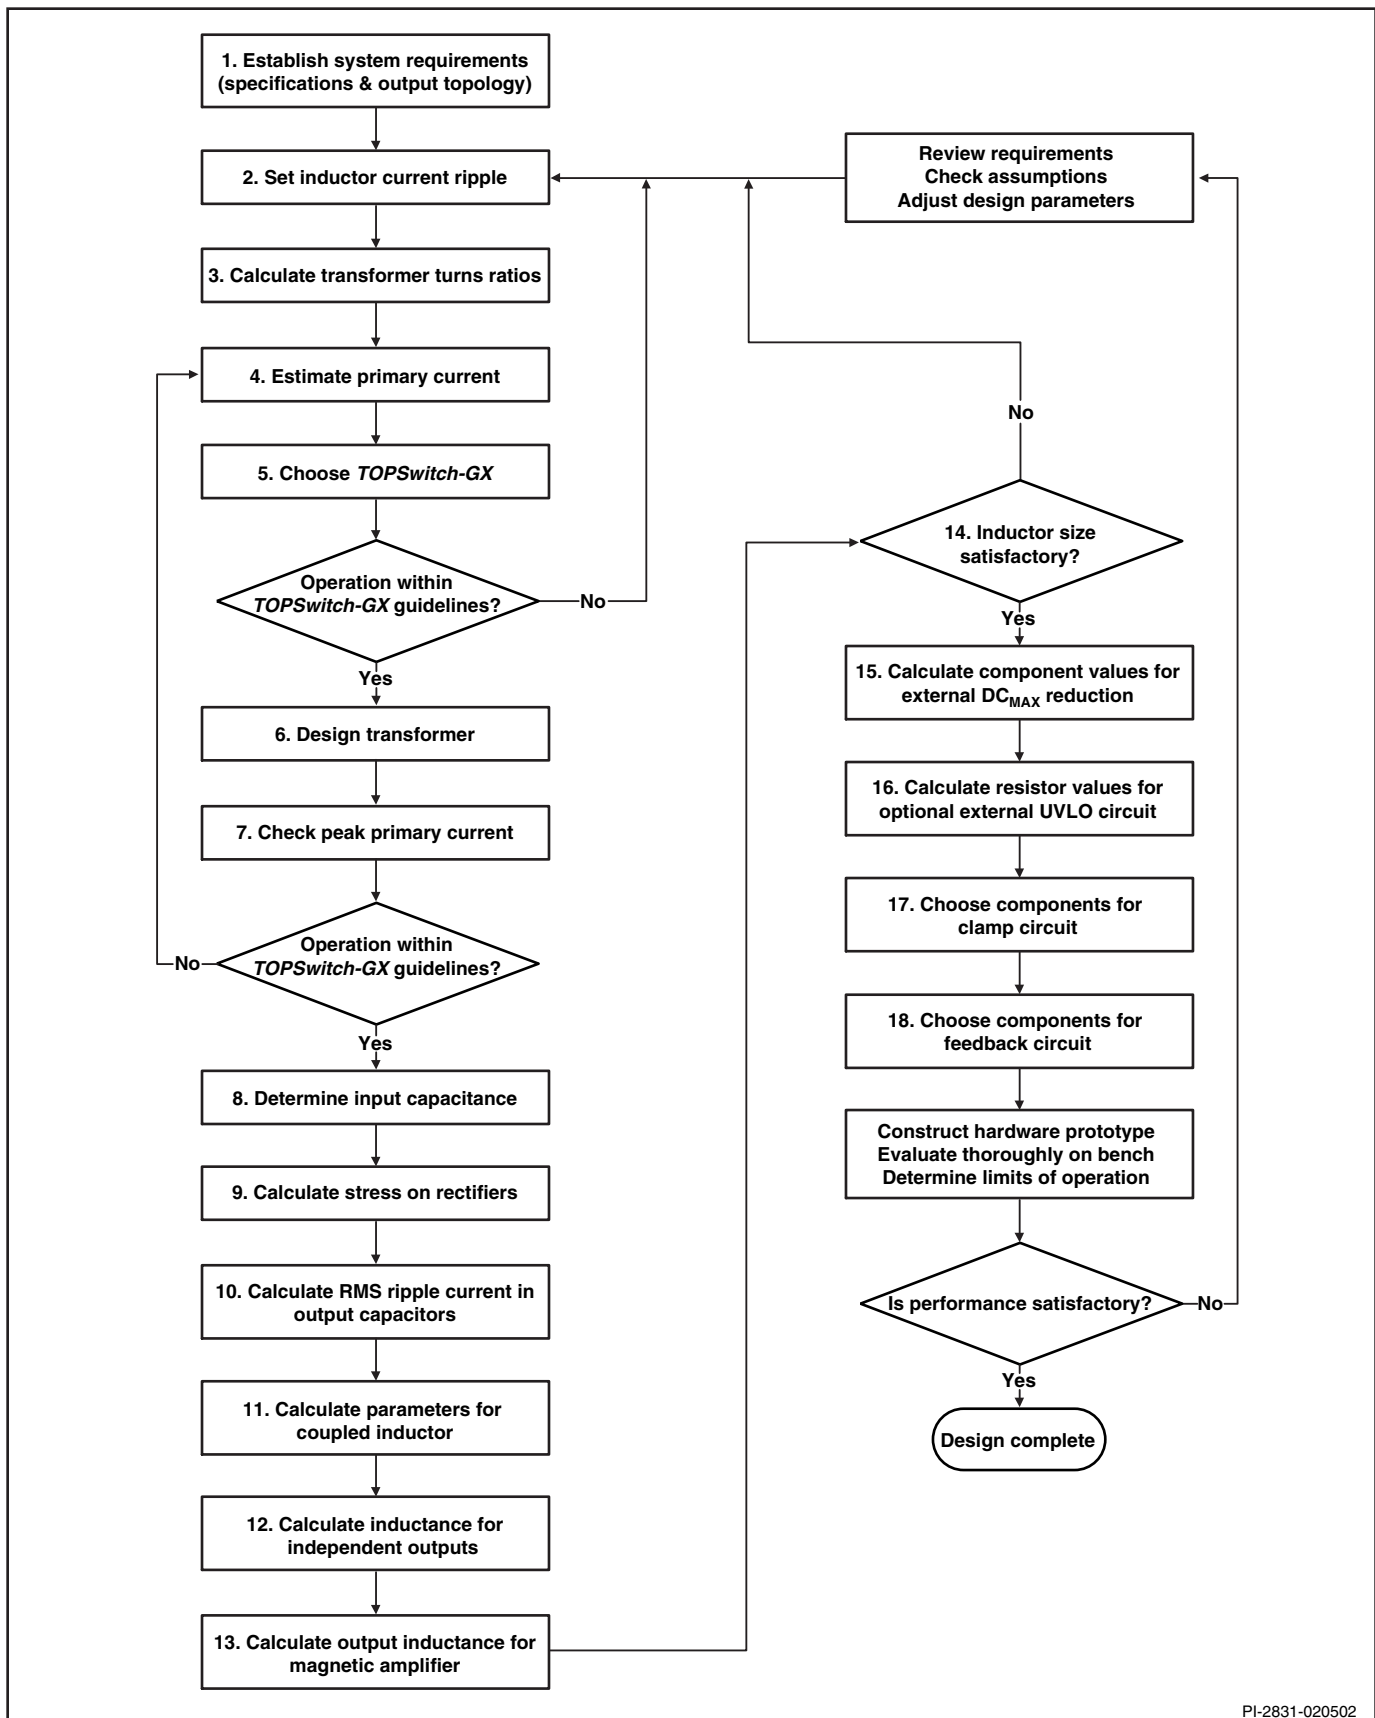 1. Establish system requirements
(specifications & output topology)
2. Set inductor current ripple
3. Calculate transformer turns ratios
4. Estimate primary current
5. Choose TOPSwitch-GX
Operation within
TOPSwitch-GX guidelines?
No
Yes
6. Design transformer
7. Check peak primary current
Operation within
TOPSwitch-GX guidelines?
No
Yes
8. Determine input capacitance
9. Calculate stress on rectifiers
10. Calculate RMS ripple current in
output capacitors
11. Calculate parameters for
coupled inductor
12. Calculate inductance for
independent outputs
13. Calculate output inductance for
magnetic amplifier
Review requirements
Check assumptions
Adjust design parameters
No
14. Inductor size
satisfactory?
Yes
15. Calculate component values for
external DCMAX reduction
16. Calculate resistor values for
optional external UVLO circuit
17. Choose components for
clamp circuit
18. Choose components for
feedback circuit
Construct hardware prototype
Evaluate thoroughly on bench
Determine limits of operation
Is performance satisfactory?
No
Yes
Design complete
PI-2831-020502